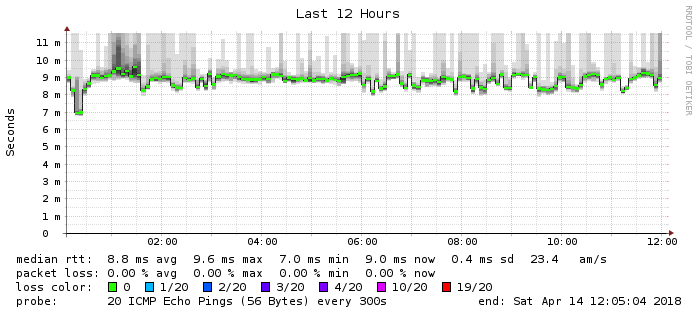 Last 12 Hours
RRDTOOL / TOBI OETIKER
Seconds
11 m
10 m
9 m
8 m
7 m
6 m
5 m
4 m
3 m
2 m
1 m
0
02:00 04:00 06:00 08:00 10:00 12:00
median rtt: 8.8 ms avg 9.6 ms max 7.0 ms min 9.0 ms now 0.4 ms sd 23.4 am/s
packet loss: 0.00 % avg 0.00 % max 0.00 % min 0.00 % now
loss color: 0 1/20 2/20 3/20 4/20 10/20 19/20
probe: 20 ICMP Echo Pings (56 Bytes) every 300s end: Sat Apr 14 12:05:04 2018